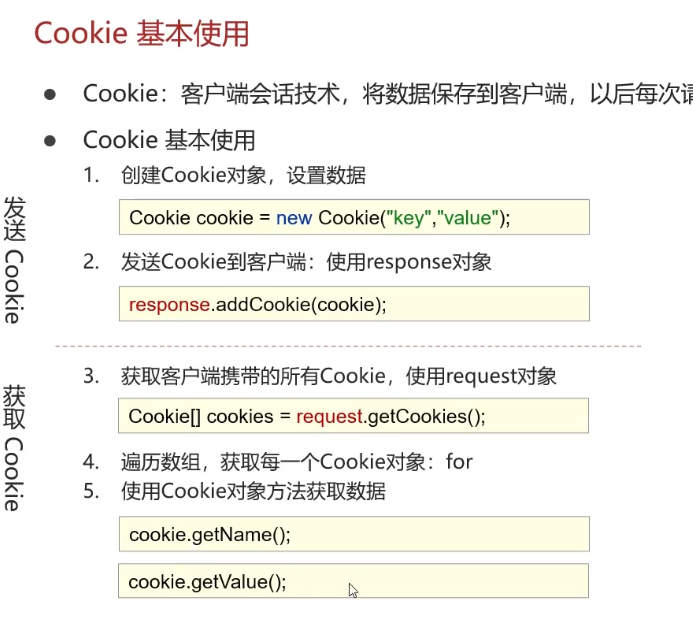 Cookie 基本使用
● Cookie：客户端会话技术，将数据保存到客户端，以后每次
● Cookie 基本使用
发送 Cookie
1. 创建Cookie对象，设置数据
Cookie cookie = new Cookie("key","value");
2. 发送Cookie到客户端：使用response对象
response.addCookie(cookie);
获取 Cookie
3. 获取客户端携带的所有Cookie，使用request对象
Cookie[] cookies = request.getCookies();
4. 遍历数组，获取每一个Cookie对象：for
5. 使用Cookie对象方法获取数据
cookie.getName();
cookie.getValue();